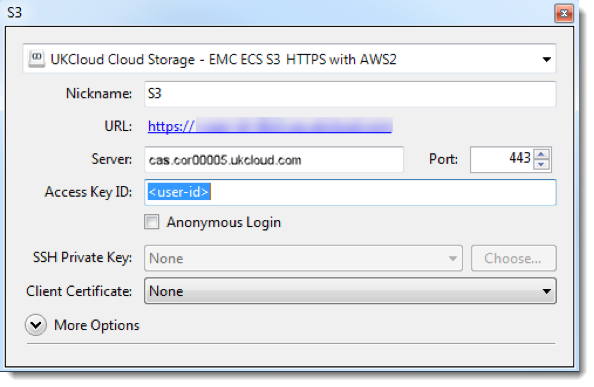 S3
UKCloud Cloud Storage - EMC ECS S3 HTTPS with AWS2
Nickname: S3
URL: https://
Server: cas.cor00005.ukcloud.com Port: 443
Access Key ID: <user-id>
Anonymous Login
SSH Private Key: None Choose...
Client Certificate: None
More Options